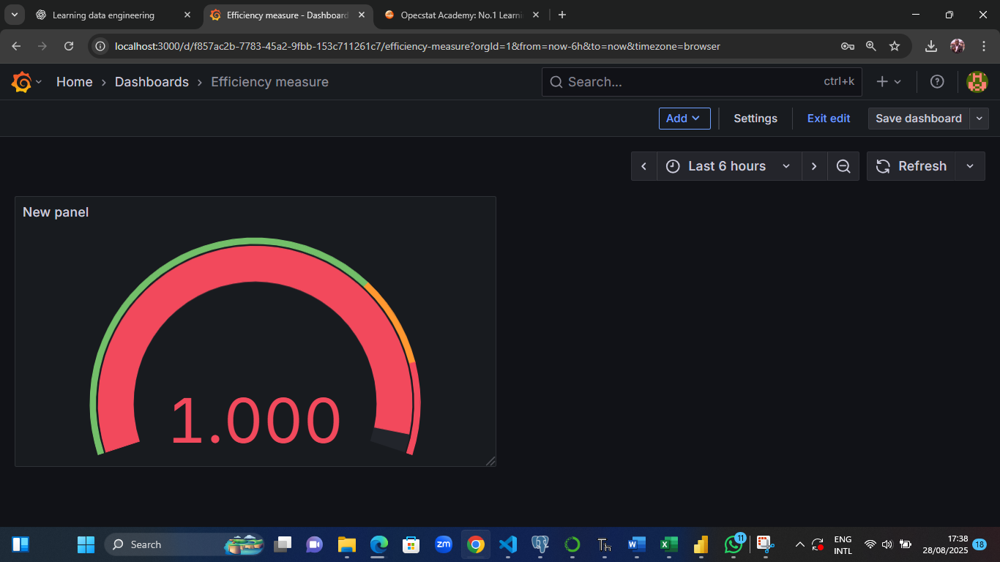 Learning data engineering
Efficiency measure - Dashboard
Opecstat Academy: No.1 Learni
localhost:3000/d/f857ac2b-7783-45a2-9fbb-153c711261c7/efficiency-measure?orgId=1&from=now-6h&to=now&timezone=browser
Home › Dashboards › Efficiency measure
Search...
ctrl+k
Add
Settings
Exit edit
Save dashboard
Last 6 hours
Refresh
New panel
1.000
Search
zm
Th
W
X
11
ENG
INTL
17:38
28/08/2025
18